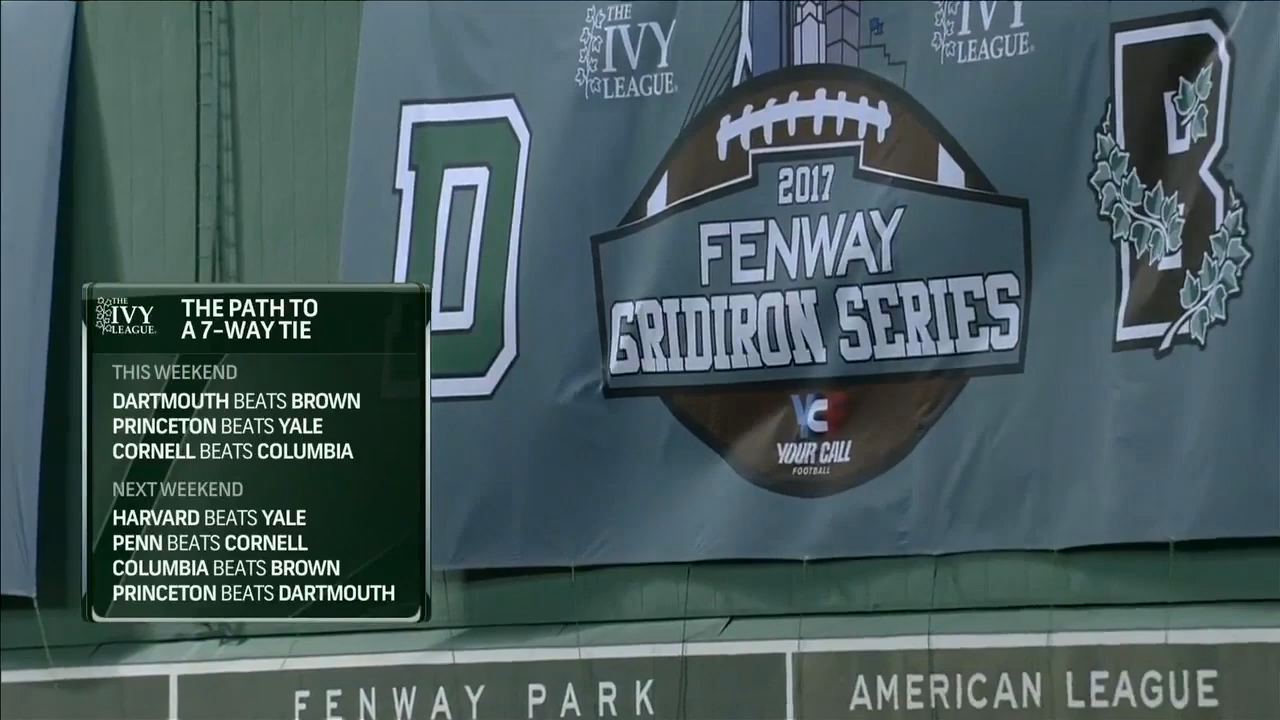 THE
IVY
LEAGUE
THE
IVY
LEAGUE
D
B
2017
FENWAY
GRIDIRON SERIES
YC
YOUR CALL
FOOTBALL
THE
IVY
LEAGUE
THE PATH TO
A 7-WAY TIE
THIS WEEKEND
DARTMOUTH BEATS BROWN
PRINCETON BEATS YALE
CORNELL BEATS COLUMBIA
NEXT WEEKEND
HARVARD BEATS YALE
PENN BEATS CORNELL
COLUMBIA BEATS BROWN
PRINCETON BEATS DARTMOUTH
FENWAY PARK
AMERICAN LEAGUE